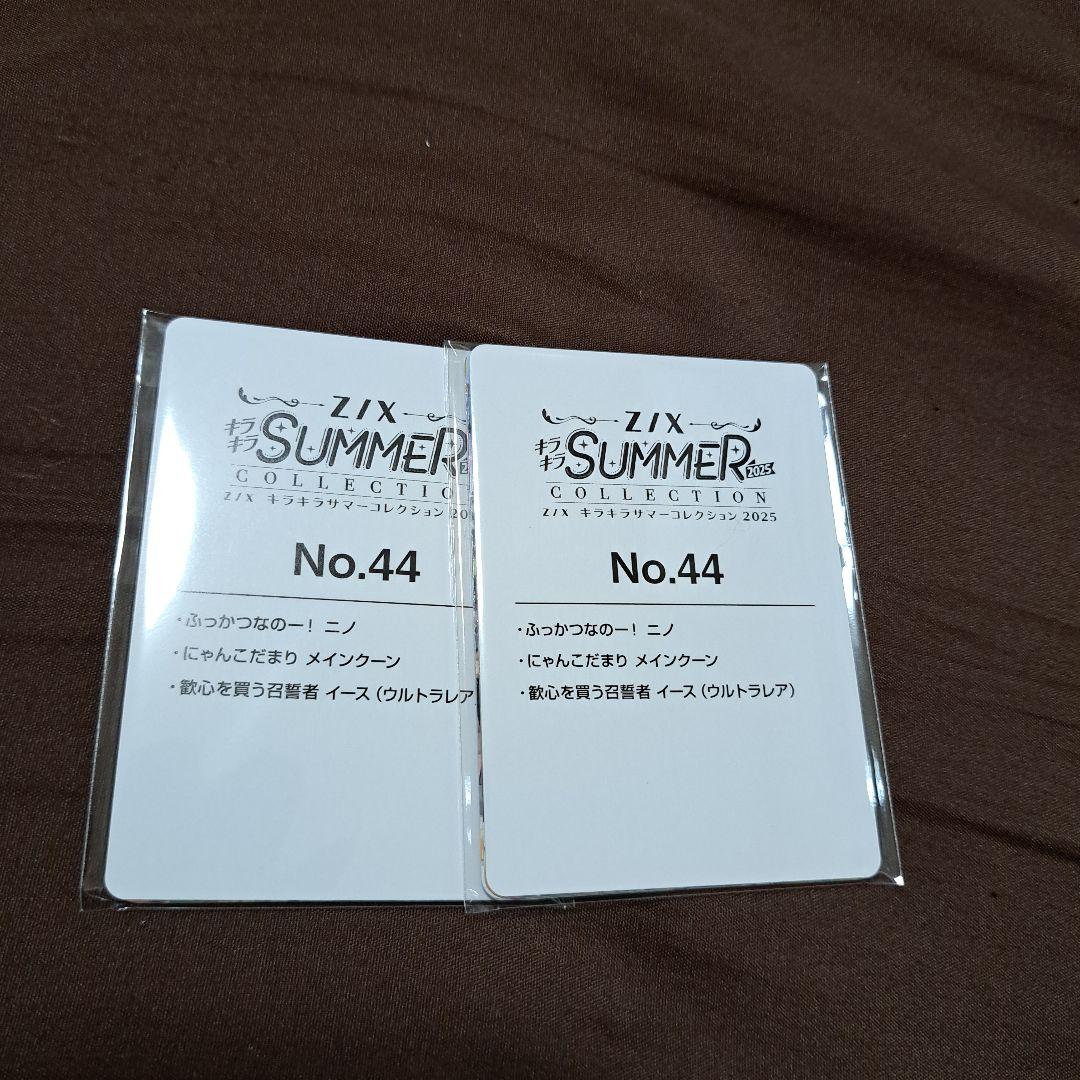 Z/X
キラ
キラ SUMMER
COLLECTIO
Z/X キラキラサマーコレクション 20
No.44
・ふっかつなのー! ニノ
・にゃんこだまり メインクーン
・歓心を買う召誓者 イース (ウルトラレア
Z/X
キラ
キラ SUMMER 2025
COLLECTION
Z/X キラキラサマーコレクション 2025
No.44
・ふっかつなのー! ニノ
・にゃんこだまり メインクーン
・歓心を買う召誓者 イース (ウルトラレア)